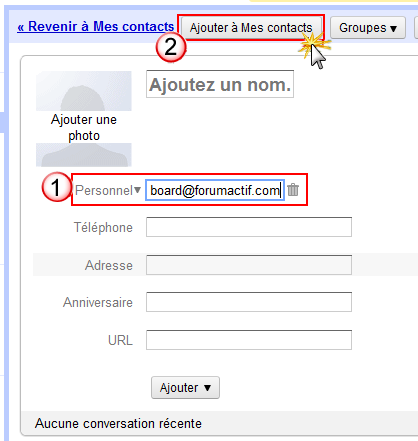 « Revenir à Mes contacts
2
Ajouter à Mes contacts
Groupes ▾
Ajouter une
photo
Ajoutez un nom.
1
Personnel▾
board@forumactif.com
Téléphone
Adresse
Anniversaire
URL
Ajouter ▼
Aucune conversation récente